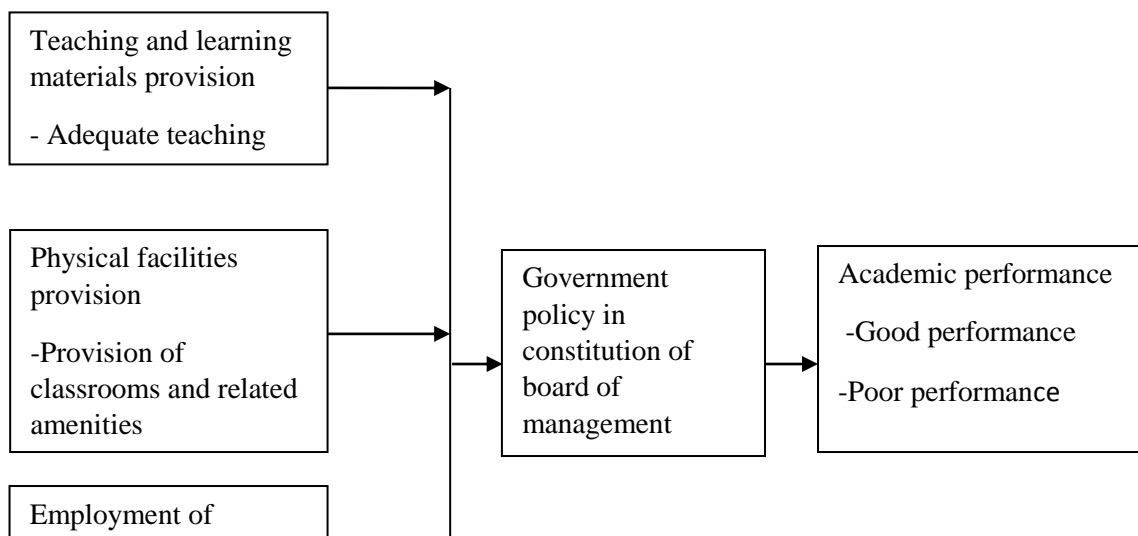 Teaching and learning
materials provision
- Adequate teaching
Physical facilities
provision
-Provision of
classrooms and related
amenities
Employment of
Government
policy in
constitution of
board of
management
Academic performance
-Good performance
-Poor performance